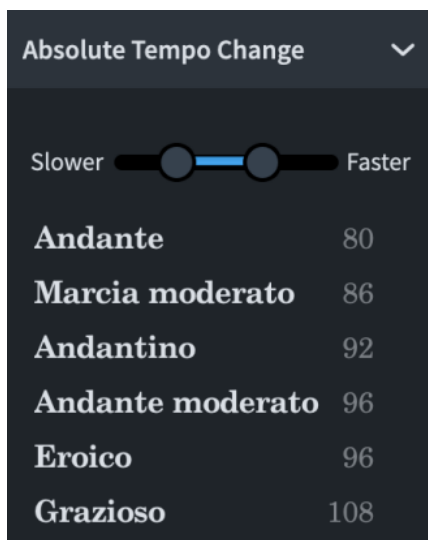 Absolute Tempo Change
Slower Faster
Andante 80
Marcia moderato 86
Andantino 92
Andante moderato 96
Eroico 96
Grazioso 108